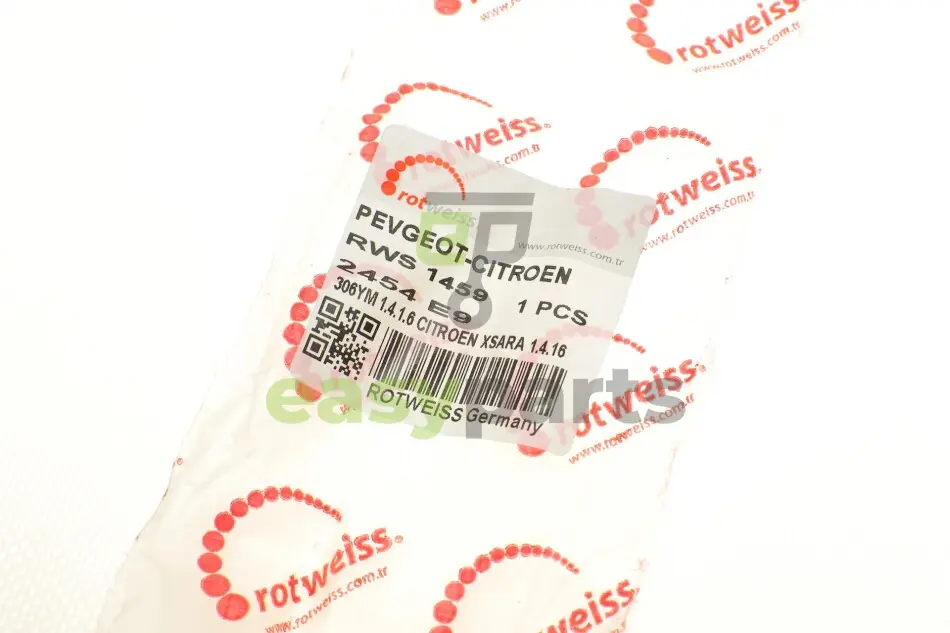 rotweiss
www.rotweiss.com.tr
rotweiss
rotweiss
www.rotweiss.com.tr
rotweiss
www.rotweiss.com.tr
PEVGEOT-CITROEN
RWS 1459 1 PCS
2454 E9
306YM 1.4.1.6 CITROEN XSARA 1.4.16
ROTWEISS Germany
easyparts
rotweiss
www.rotweiss.com.tr
rotweiss
www.rotweiss.com.tr
rotweiss